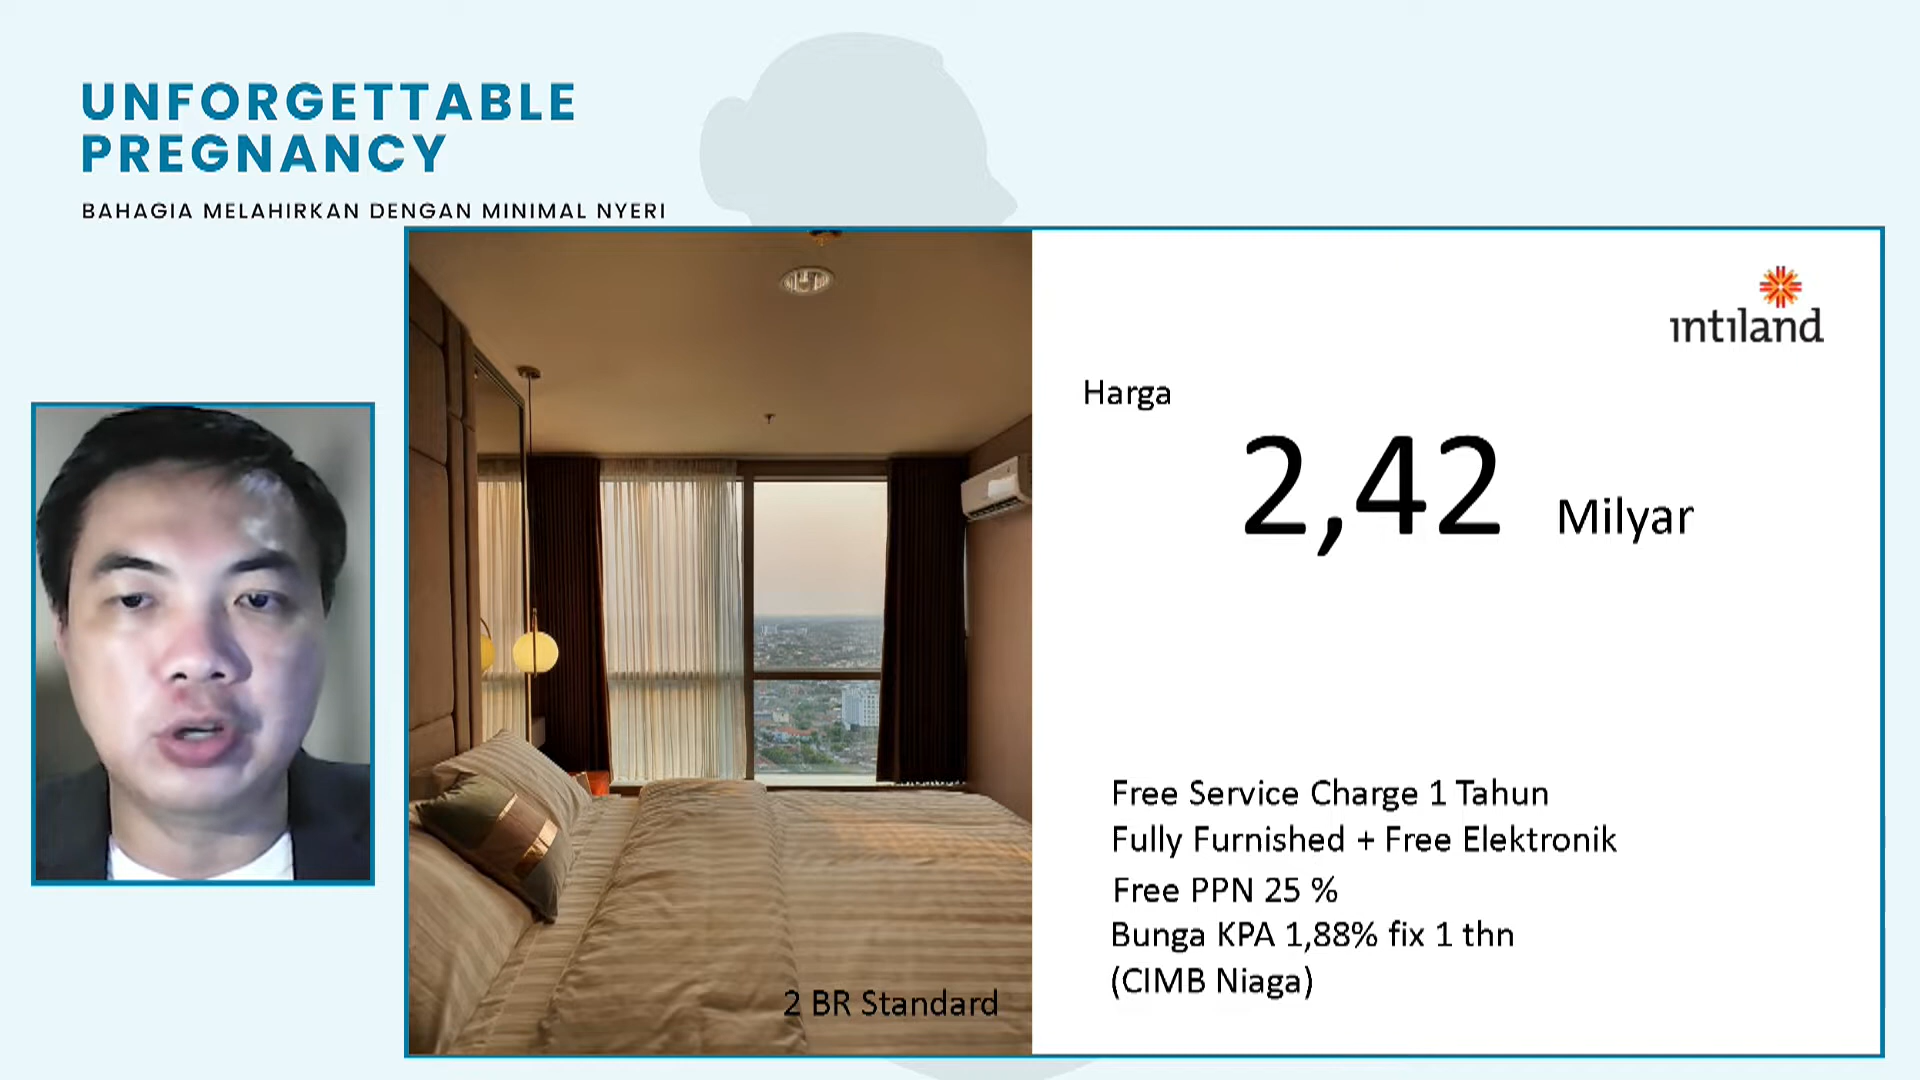 UNFORGETTABLE
PREGNANCY
BAHAGIA MELAHIRKAN DENGAN MINIMAL NYERI
intiland
Harga
2,42 Milyar
Free Service Charge 1 Tahun
Fully Furnished + Free Elektronik
Free PPN 25 %
Bunga KPA 1,88% fix 1 thn
(CIMB Niaga)
2 BR Standard